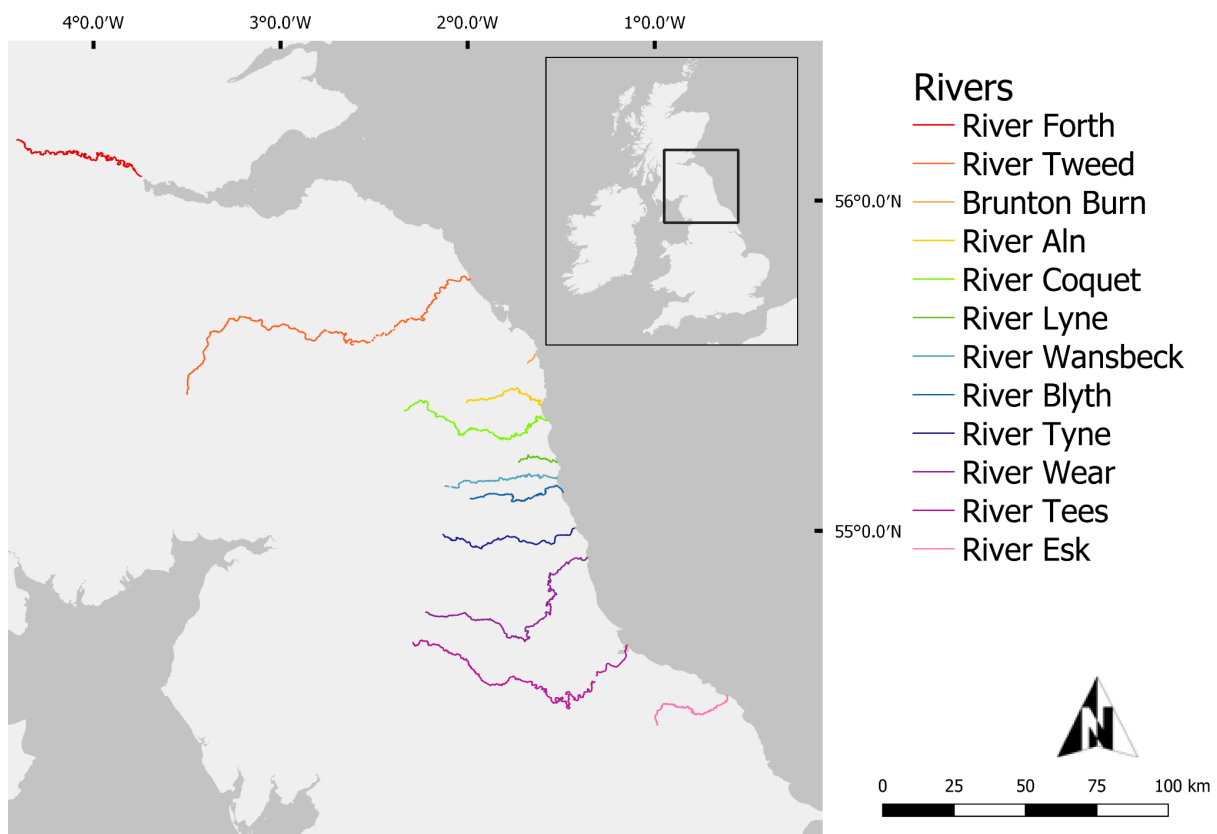 4°0.0′W 3°0.0′W 2°0.0′W 1°0.0′W
56°0.0′N
55°0.0′N
Rivers
River Forth
River Tweed
Brunton Burn
River Aln
River Coquet
River Lyne
River Wansbeck
River Blyth
River Tyne
River Wear
River Tees
River Esk
N
0 25 50 75 100 km